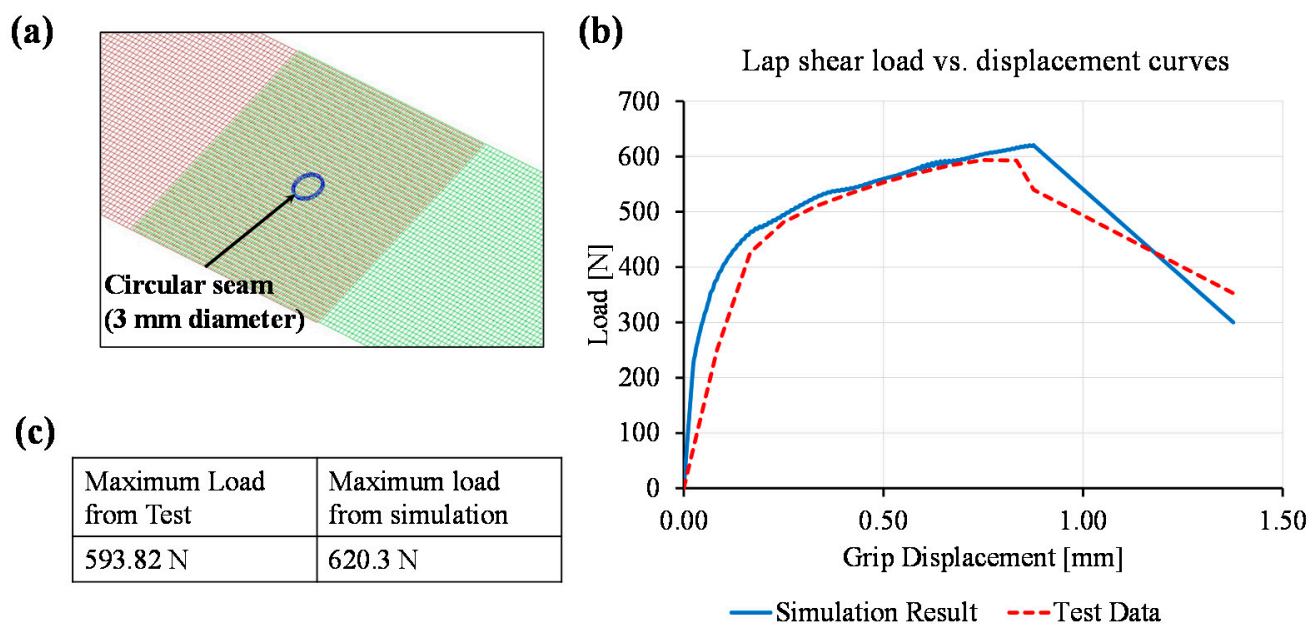 (a)
Circular seam
(3 mm diameter)
(b)
Lap shear load vs. displacement curves
700
600
500
400
300
200
100
0
Load [N]
0.00
0.50
1.00
1.50
Grip Displacement [mm]
Simulation Result
Test Data
(c)
Maximum Load
from Test
Maximum load
from simulation
593.82 N
620.3 N